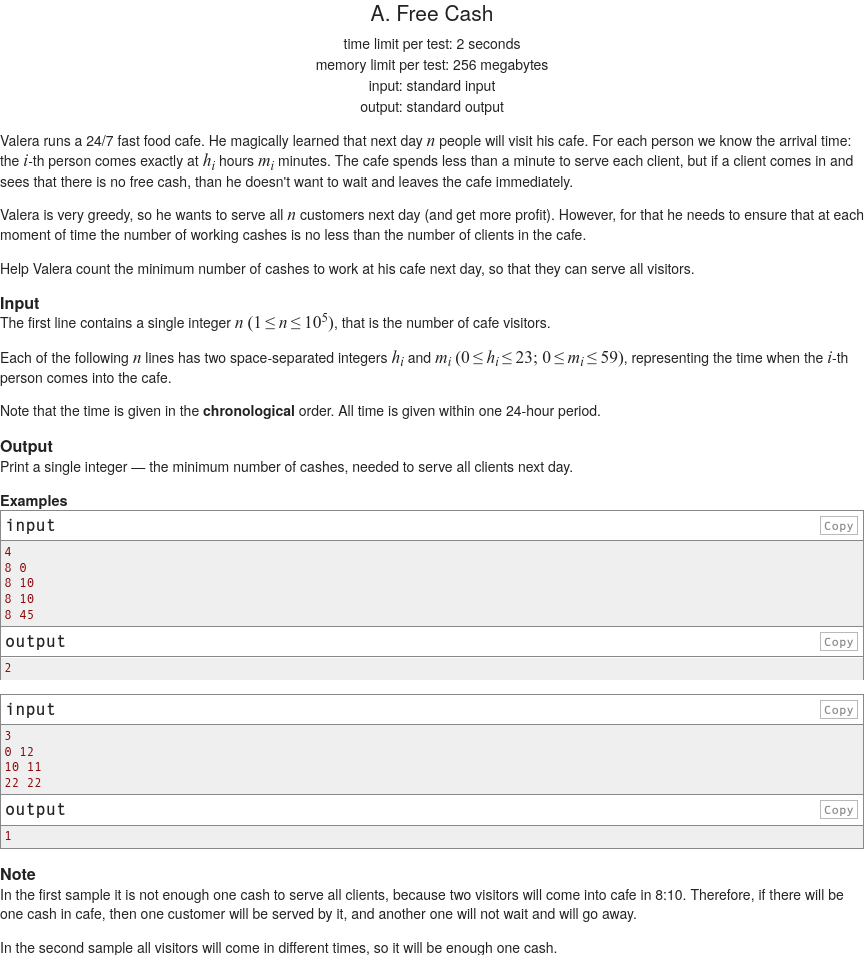 A. Free Cash
time limit per test: 2 seconds
memory limit per test: 256 megabytes
input: standard input
output: standard output
Valera runs a 24/7 fast food cafe. He magically learned that next day n people will visit his cafe. For each person we know the arrival time:
the i-th person comes exactly at h_i hours m_i minutes. The cafe spends less than a minute to serve each client, but if a client comes in and
sees that there is no free cash, than he doesn't want to wait and leaves the cafe immediately.
Valera is very greedy, so he wants to serve all n customers next day (and get more profit). However, for that he needs to ensure that at each
moment of time the number of working cashes is no less than the number of clients in the cafe.
Help Valera count the minimum number of cashes to work at his cafe next day, so that they can serve all visitors.
Input
The first line contains a single integer n (1 ≤ n ≤ 10^5), that is the number of cafe visitors.
Each of the following n lines has two space-separated integers h_i and m_i (0 ≤ h_i ≤ 23; 0 ≤ m_i ≤ 59), representing the time when the i-th
person comes into the cafe.
Note that the time is given in the chronological order. All time is given within one 24-hour period.
Output
Print a single integer — the minimum number of cashes, needed to serve all clients next day.
Examples
input Copy
4
8 0
8 10
8 10
8 45
output Copy
2
input Copy
3
0 12
10 11
22 22
output Copy
1
Note
In the first sample it is not enough one cash to serve all clients, because two visitors will come into cafe in 8:10. Therefore, if there will be
one cash in cafe, then one customer will be served by it, and another one will not wait and will go away.
In the second sample all visitors will come in different times, so it will be enough one cash.